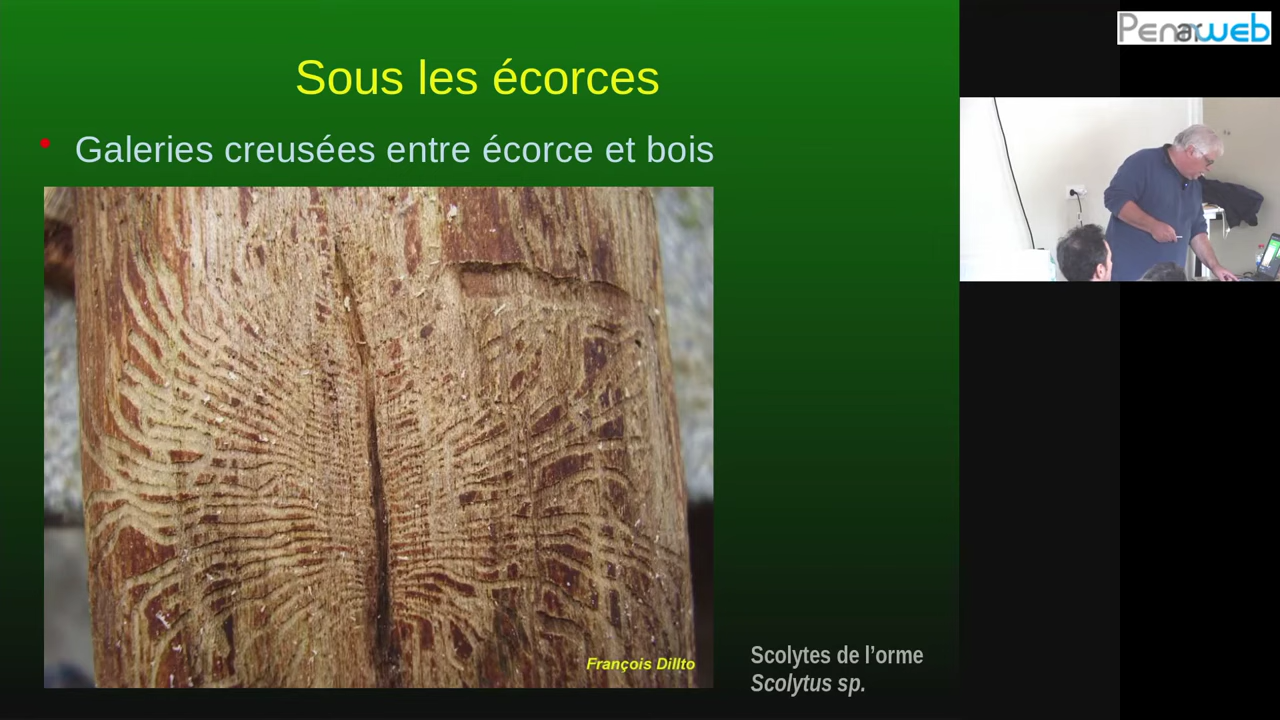 Penarweb
Sous les écorces
Galeries creusées entre écorce et bois
François Dillto
Scolytes de l’orme
Scolytus sp.